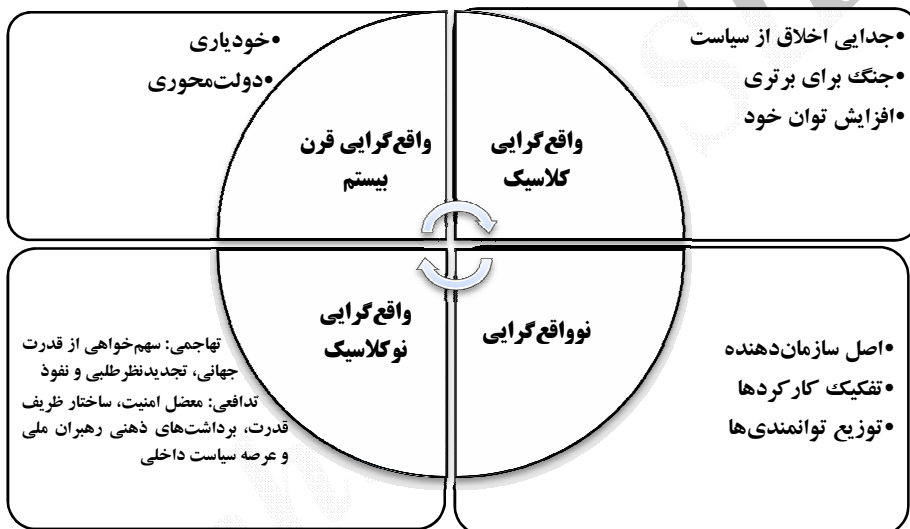 •جدایی اخلاق از سیاست
•جنگ برای برتری
•افزایش توان خود
واقع‌گرایی
کلاسیک
•خودیاری
•دولت‌محوری
واقع‌گرایی قرن
بیستم
نوواقع‌گرایی
•اصل سازمان‌دهنده
•تفکیک کارکردها
•توزیع توانمندی‌ها
واقع‌گرایی
نوکلاسیک
تهاجمی: سهم‌خواهی از قدرت
جهانی، تجدیدنظرطلبی و نفوذ
تدافعی: معضل امنیت، ساختار ظریف
قدرت، برداشت‌های ذهنی رهبران ملی
و عرصه سیاست داخلی